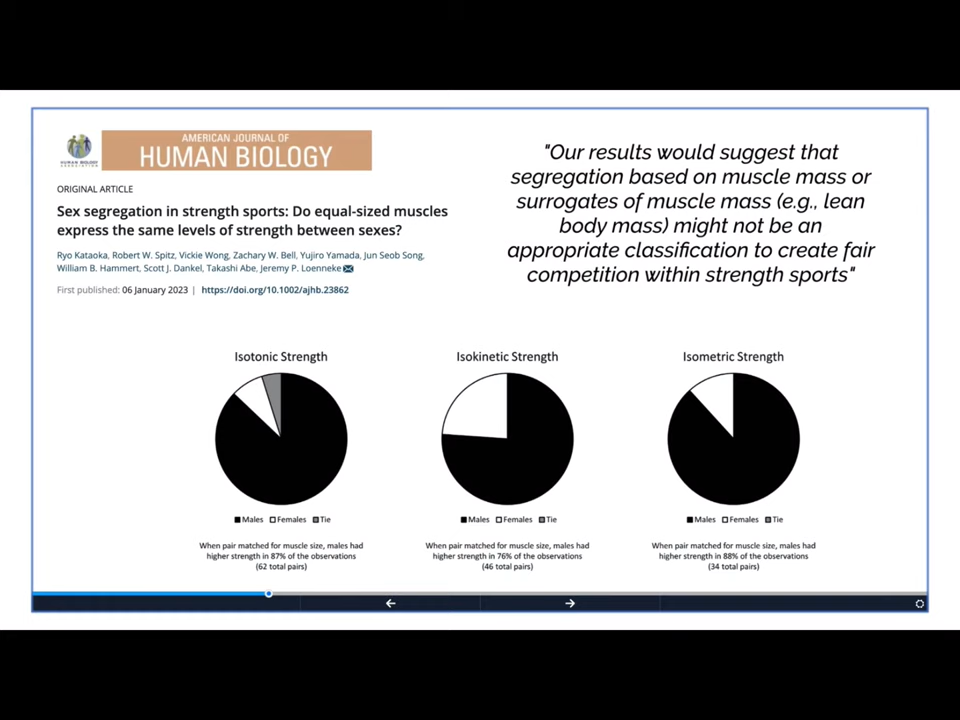 AMERICAN JOURNAL OF
HUMAN BIOLOGY
HUMAN BIOLOGY
ORIGINAL ARTICLE
Sex segregation in strength sports: Do equal-sized muscles
express the same levels of strength between sexes?
Ryo Kataoka, Robert W. Spitz, Vickie Wong, Zachary W. Bell, Yujiro Yamada, Jun Seob Song,
William B. Hammert, Scott J. Dankel, Takashi Abe, Jeremy P. Loenneke
First published: 06 January 2023 | https://doi.org/10.1002/ajhb.23862
"Our results would suggest that
segregation based on muscle mass or
surrogates of muscle mass (e.g., lean
body mass) might not be an
appropriate classification to create fair
competition within strength sports"
Isotonic Strength
Males Females Tie
When pair matched for muscle size, males had
higher strength in 87% of the observations
(62 total pairs)
Isokinetic Strength
Males Females Tie
When pair matched for muscle size, males had
higher strength in 76% of the observations
(46 total pairs)
Isometric Strength
Males Females Tie
When pair matched for muscle size, males had
higher strength in 88% of the observations
(34 total pairs)